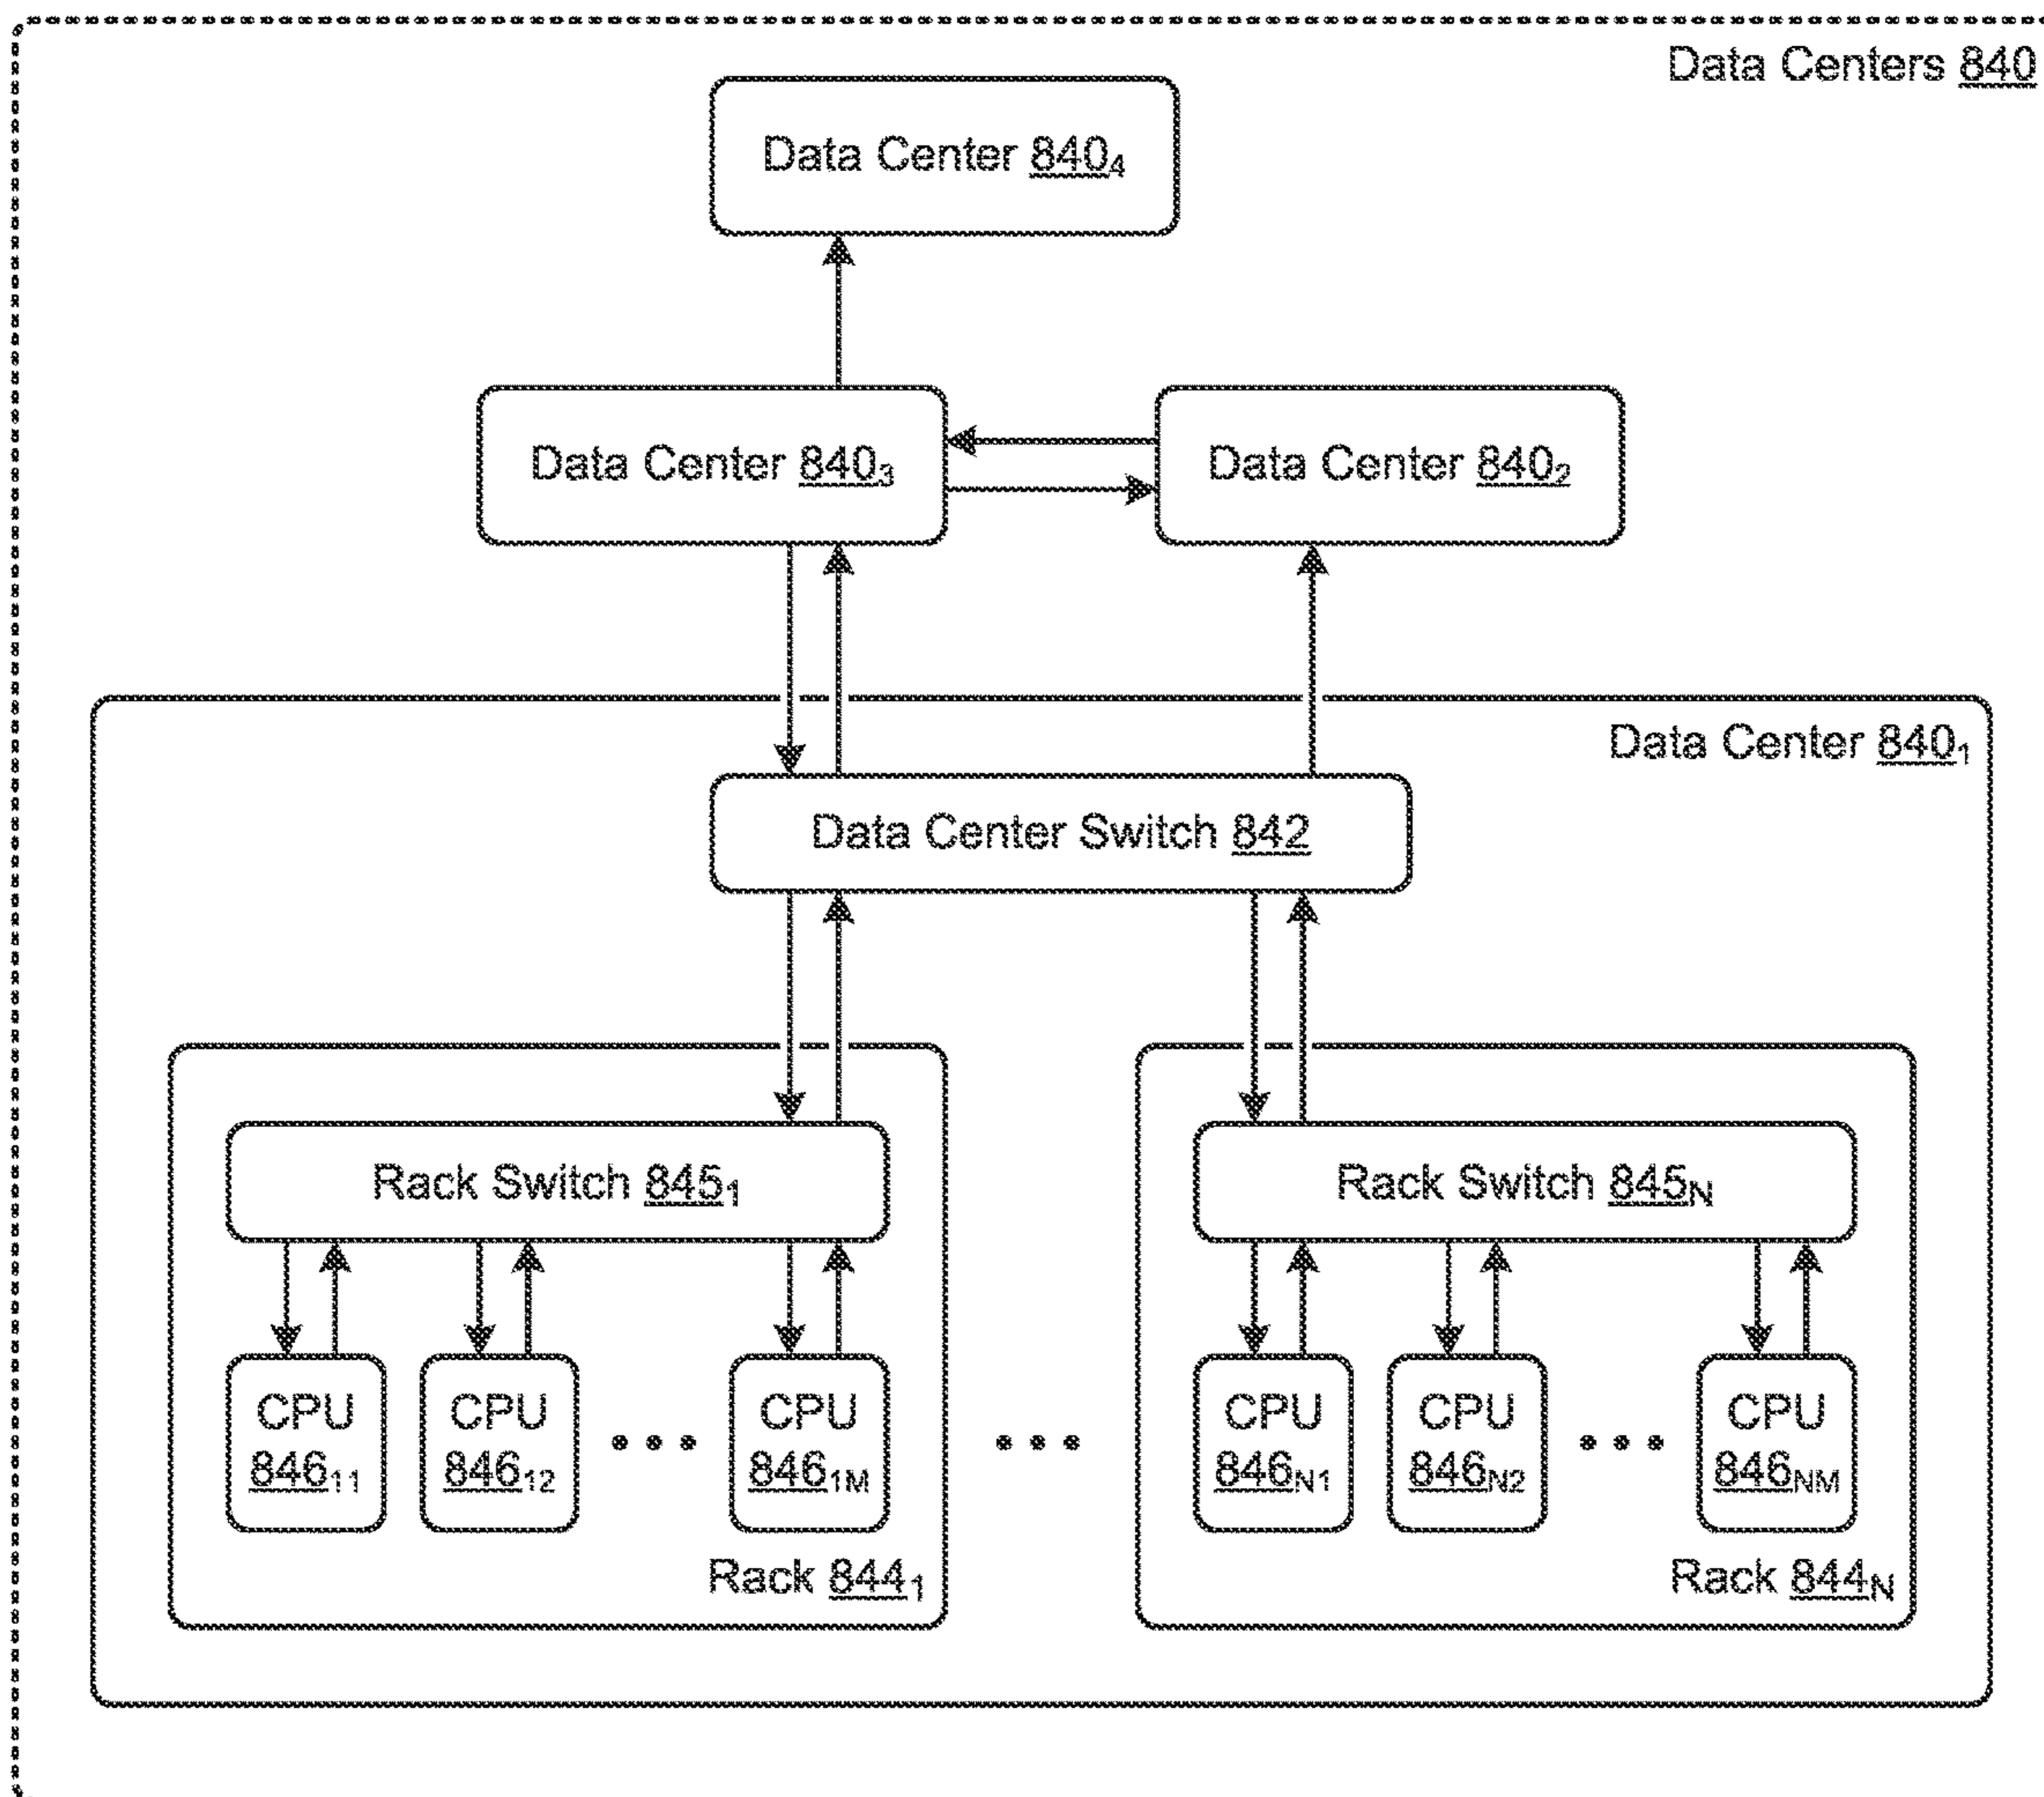 Data Centers 840
Data Center 840₄
Data Center 840₃
Data Center 840₂
Data Center 840₁
Data Center Switch 842
Rack Switch 845₁
Rack Switch 845N
CPU
846₁₁
CPU
846₁₂
CPU
846₁M
CPU
846N₁
CPU
846N₂
CPU
846NM
Rack 844₁
Rack 844N